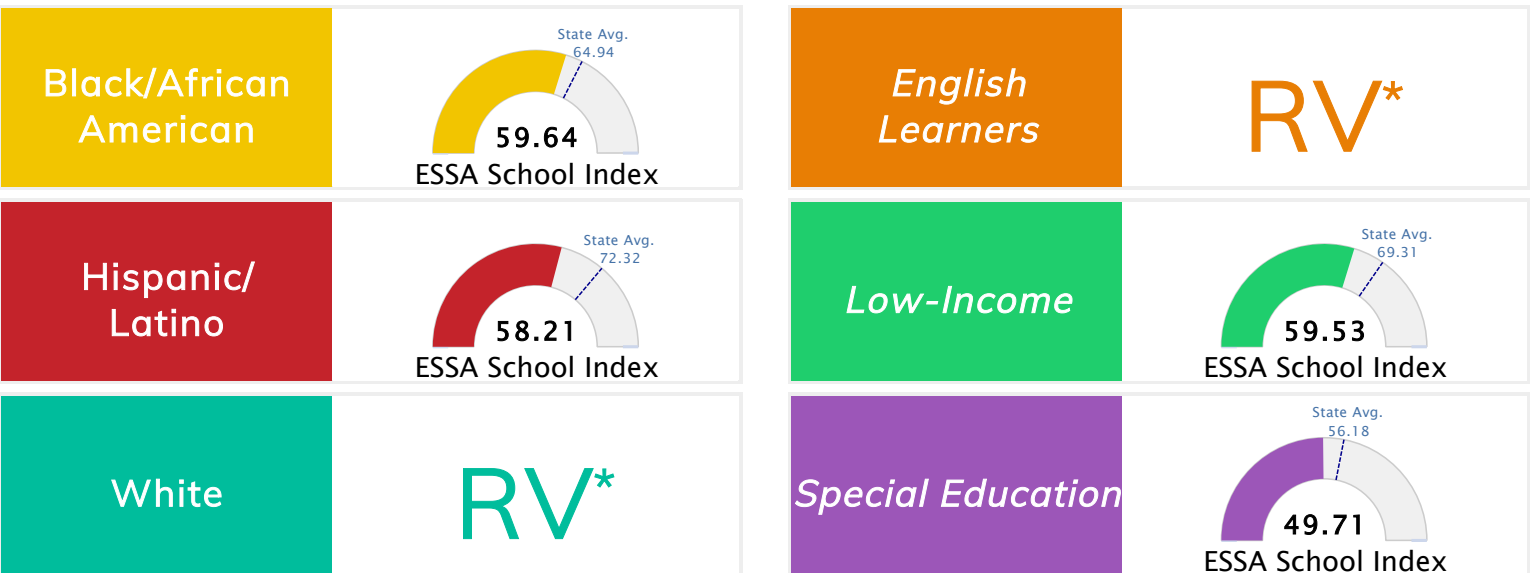 Black/African
American
State Avg.
64.94
59.64
ESSA School Index
English
Learners
RV*
Hispanic/
Latino
State Avg.
72.32
58.21
ESSA School Index
Low-Income
State Avg.
69.31
59.53
ESSA School Index
White
RV*
Special Education
State Avg.
56.18
49.71
ESSA School Index